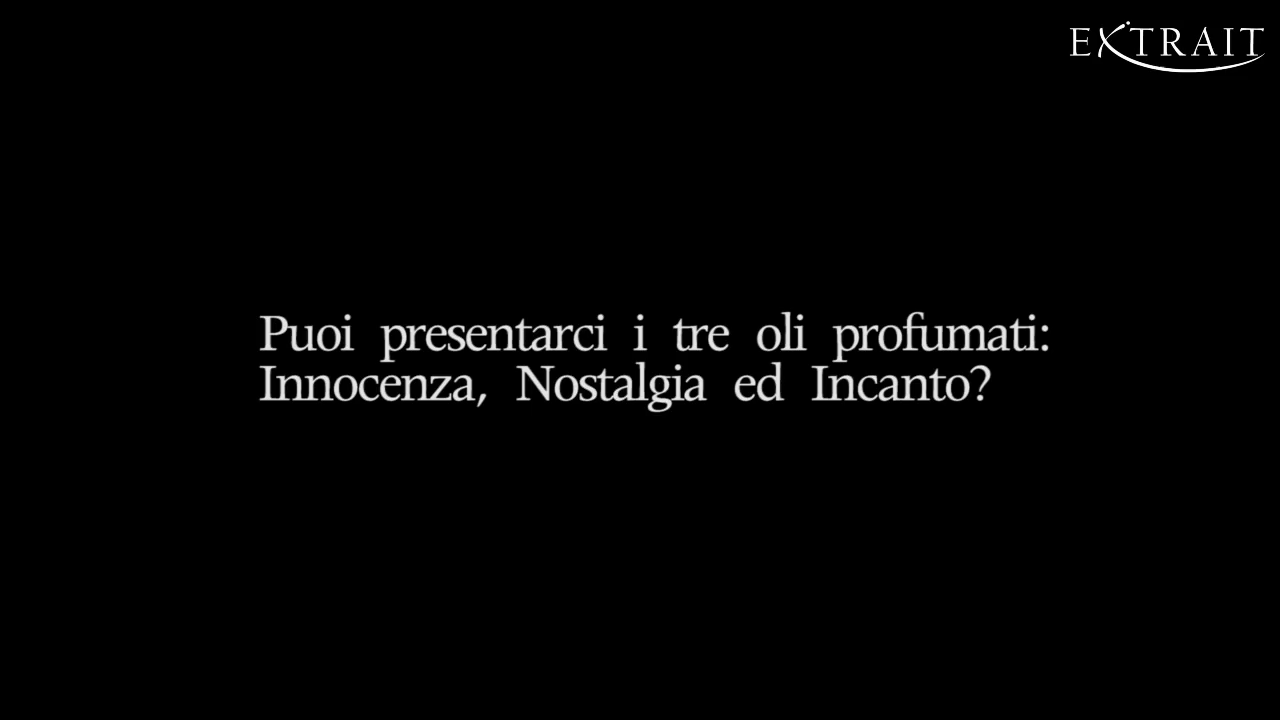 EXTRAIT
Puoi presentarci i tre oli profumati:
Innocenza, Nostalgia ed Incanto?